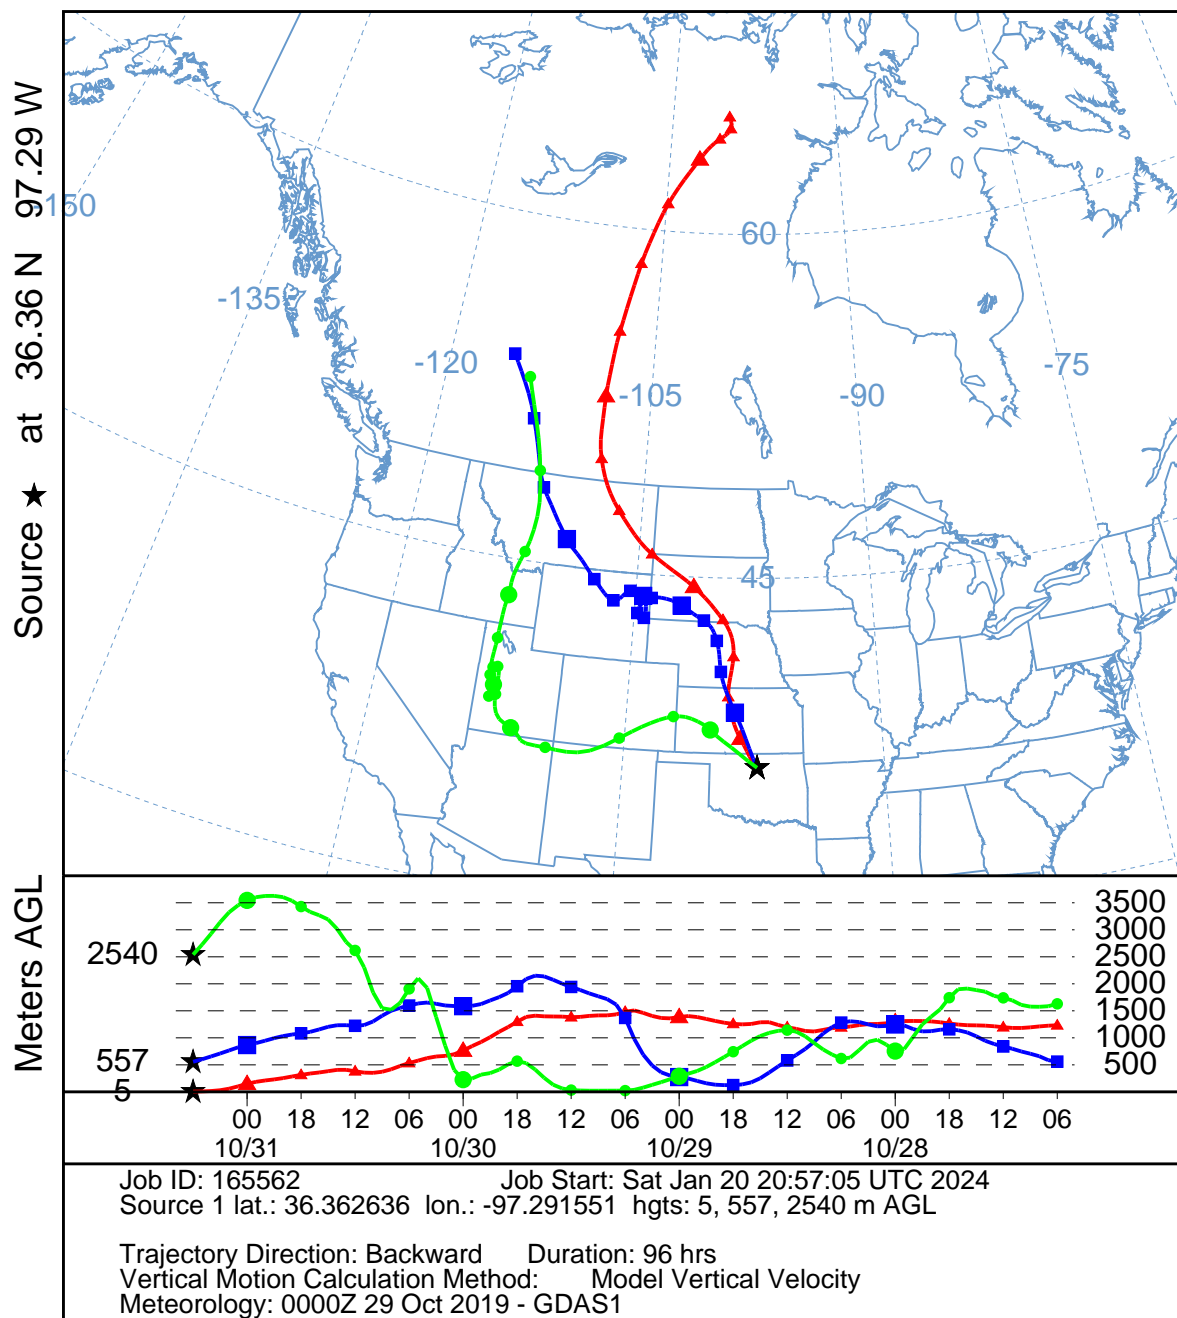 Source ★ at 36.36 N 97.29 W
-150
-135
-120
-105
-90
-75
60
45
Meters AGL
2540
557
5
3500
3000
2500
2000
1500
1000
500
00 18 12 06 00 18 12 06 00 18 12 06 00 18 12 06
10/31 10/30 10/29 10/28
Job ID: 165562 Job Start: Sat Jan 20 20:57:05 UTC 2024
Source 1 lat.: 36.362636 lon.: -97.291551 hgts: 5, 557, 2540 m AGL
Trajectory Direction: Backward Duration: 96 hrs
Vertical Motion Calculation Method: Model Vertical Velocity
Meteorology: 0000Z 29 Oct 2019 - GDAS1